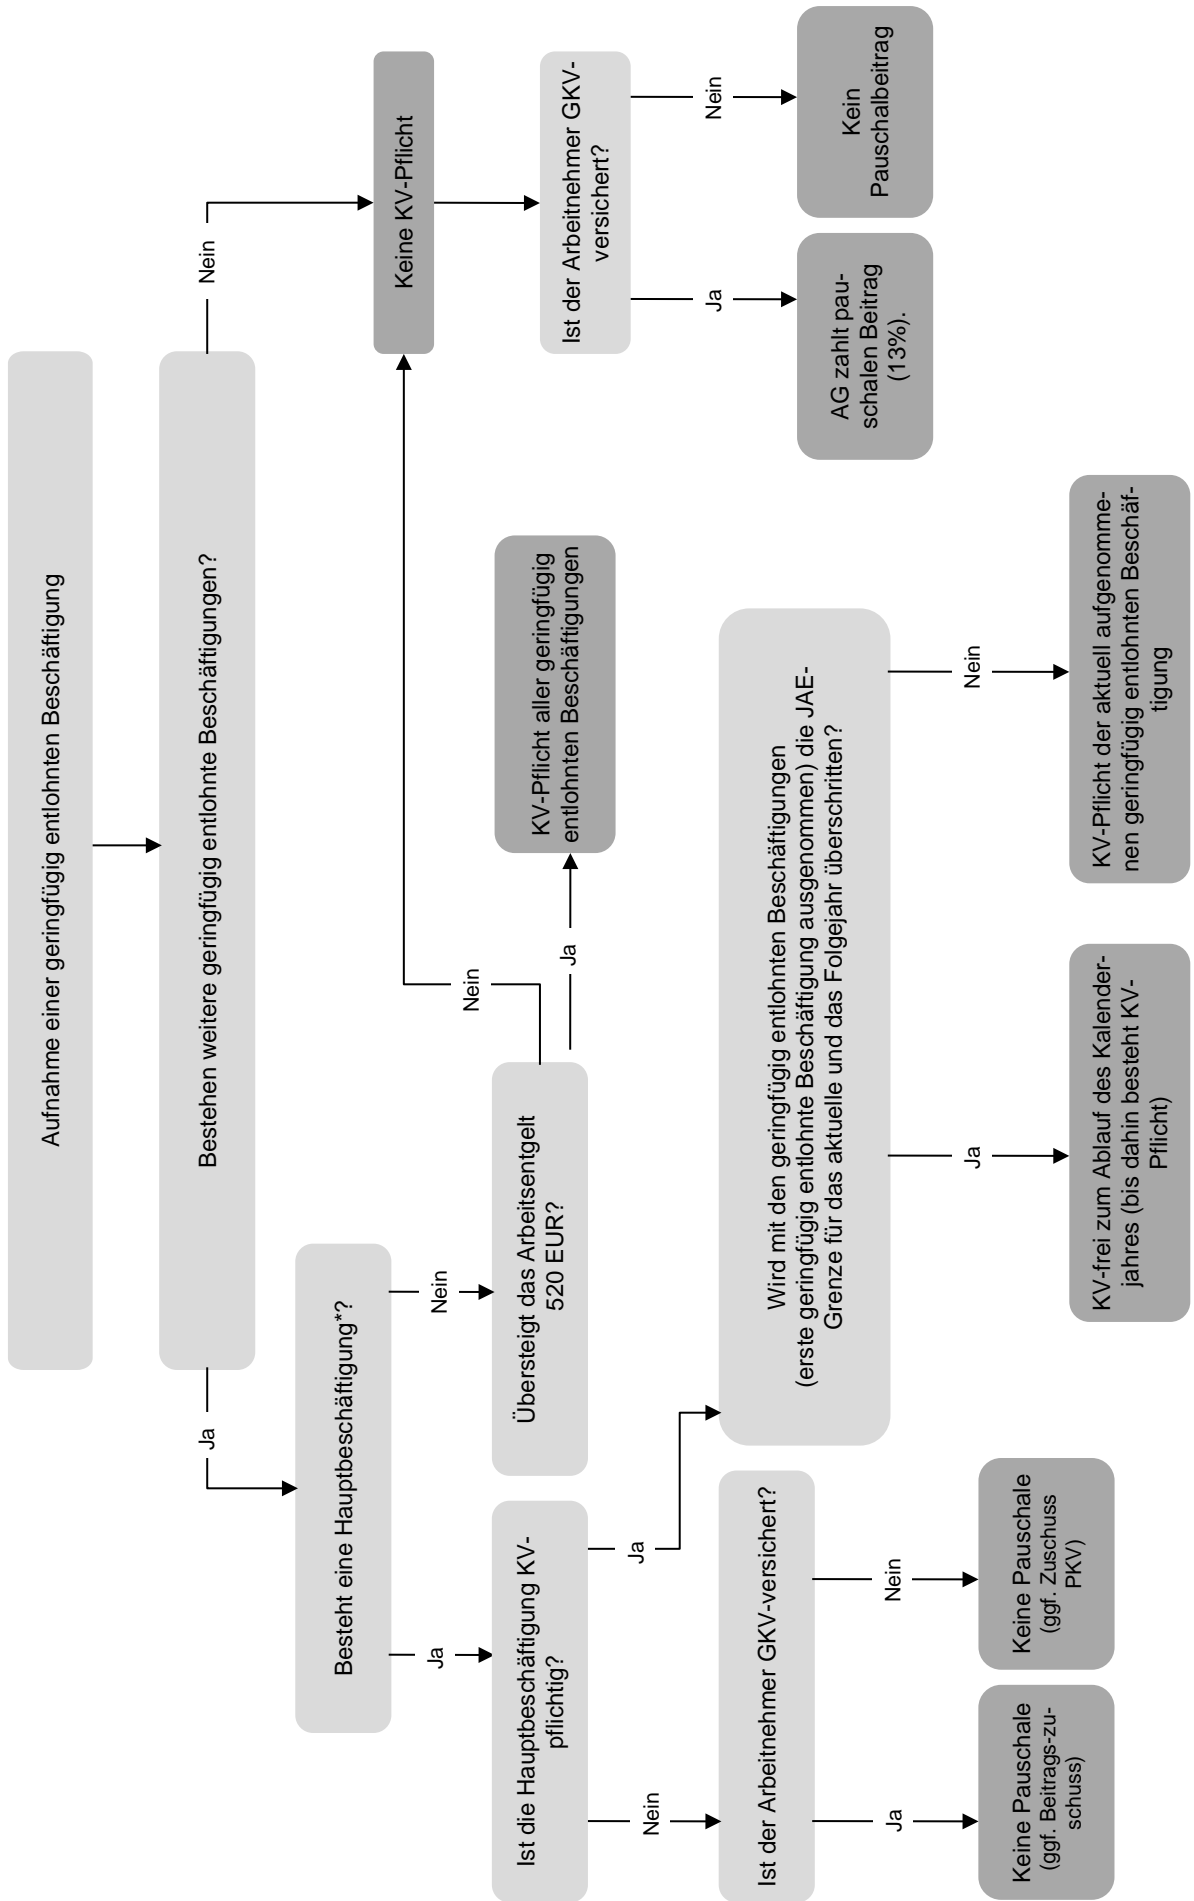 Aufnahme einer geringfügig entlohnten Beschäftigung
Bestehen weitere geringfügig entlohnte Beschäftigungen?
Ja
Nein
Besteht eine Hauptbeschäftigung*?
Ja
Nein
Keine KV-Pflicht
Ist die Hauptbeschäftigung KV-
pflichtig?
Übersteigt das Arbeitsentgelt
520 EUR?
Nein
Ja
KV-Pflicht aller geringfügig
entlohnten Beschäftigungen
Ist der Arbeitnehmer GKV-
versichert?
Nein
Ja
Ja
Nein
Ist der Arbeitnehmer GKV-versichert?
Wird mit den geringfügig entlohnten Beschäftigungen
(erste geringfügig entlohnte Beschäftigung ausgenommen) die JAE-
Grenze für das aktuelle und das Folgejahr überschritten?
AG zahlt pau-
schalen Beitrag
(13%).
Kein
Pauschalbeitrag
Ja
Nein
Ja
Nein
Keine Pauschale
(ggf. Beitrags-zu-
schuss)
Keine Pauschale
(ggf. Zuschuss
PKV)
KV-frei zum Ablauf des Kalender-
jahres (bis dahin besteht KV-
Pflicht)
KV-Pflicht der aktuell aufgenomme-
nen geringfügig entlohnten Beschäf-
tigung